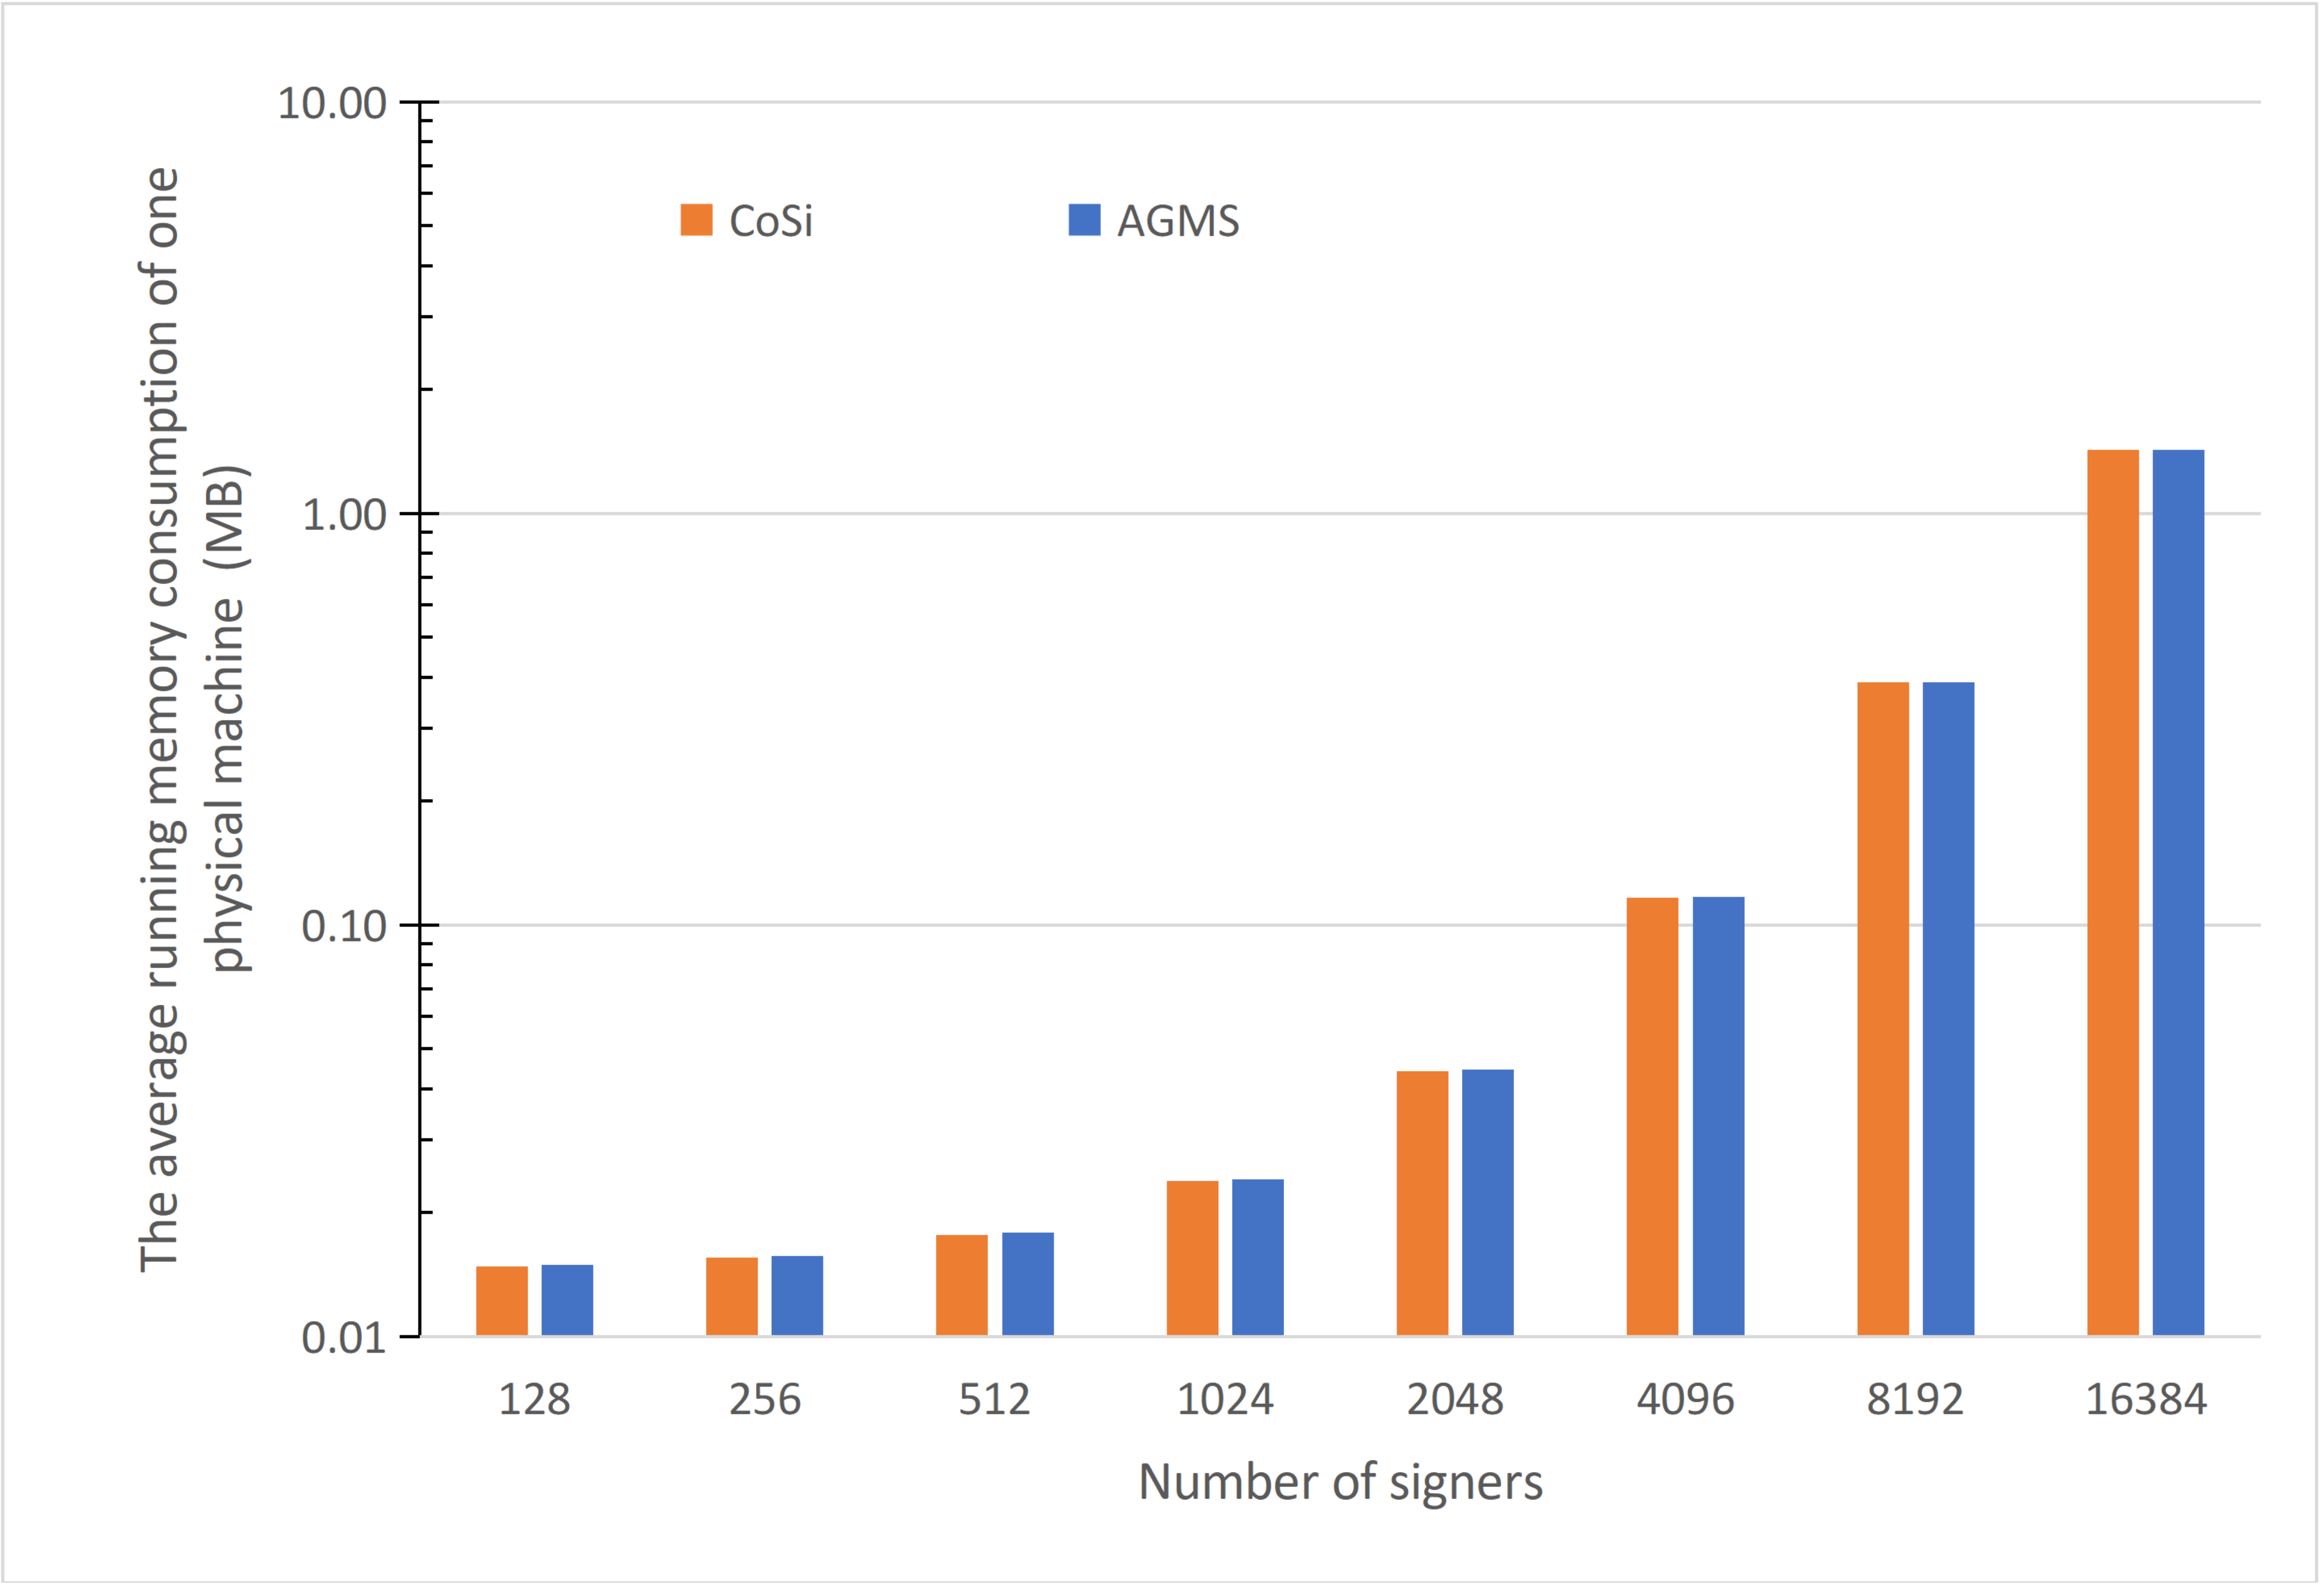 The average running memory consumption of one
physical machine (MB)
10.00
1.00
0.10
0.01
CoSi
AGMS
128
256
512
1024
2048
4096
8192
16384
Number of signers